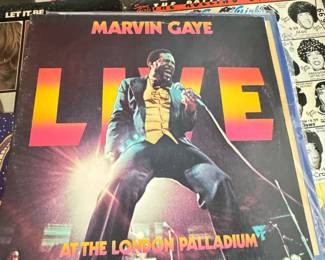 LET IT BE
MARVIN GAYE
LIVE
AT THE LONDON PALLADIUM